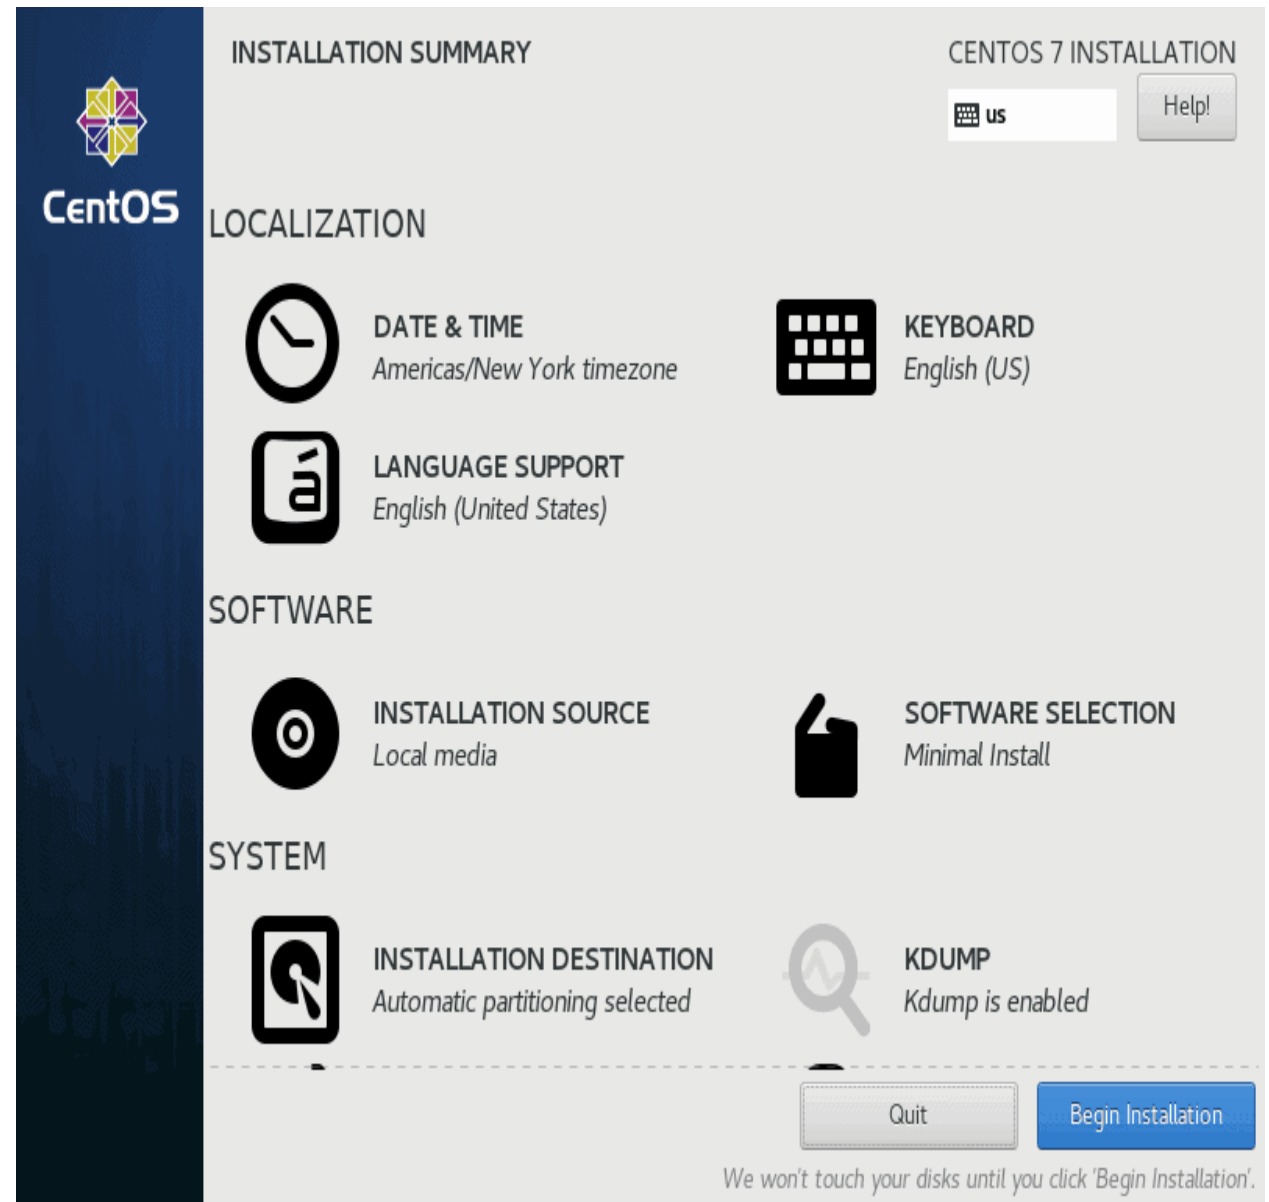 INSTALLATION SUMMARY
CENTOS 7 INSTALLATION
us
Help!
CentOS
LOCALIZATION
DATE & TIME
Americas/New York timezone
KEYBOARD
English (US)
á
LANGUAGE SUPPORT
English (United States)
SOFTWARE
INSTALLATION SOURCE
Local media
SOFTWARE SELECTION
Minimal Install
SYSTEM
INSTALLATION DESTINATION
Automatic partitioning selected
KDUMP
Kdump is enabled
Quit
Begin Installation
We won't touch your disks until you click 'Begin Installation'.